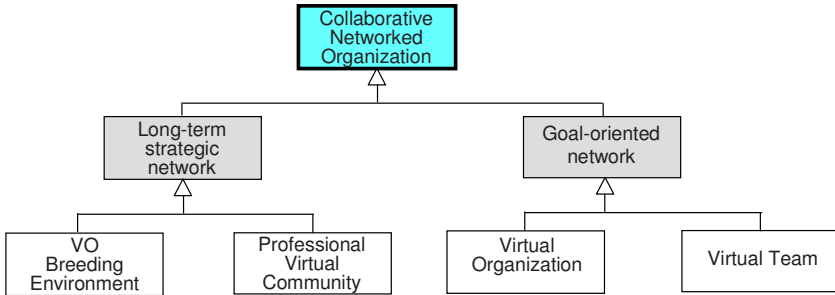 Collaborative
Networked
Organization
Long-term
strategic
network
Goal-oriented
network
VO
Breeding
Environment
Professional
Virtual
Community
Virtual
Organization
Virtual Team